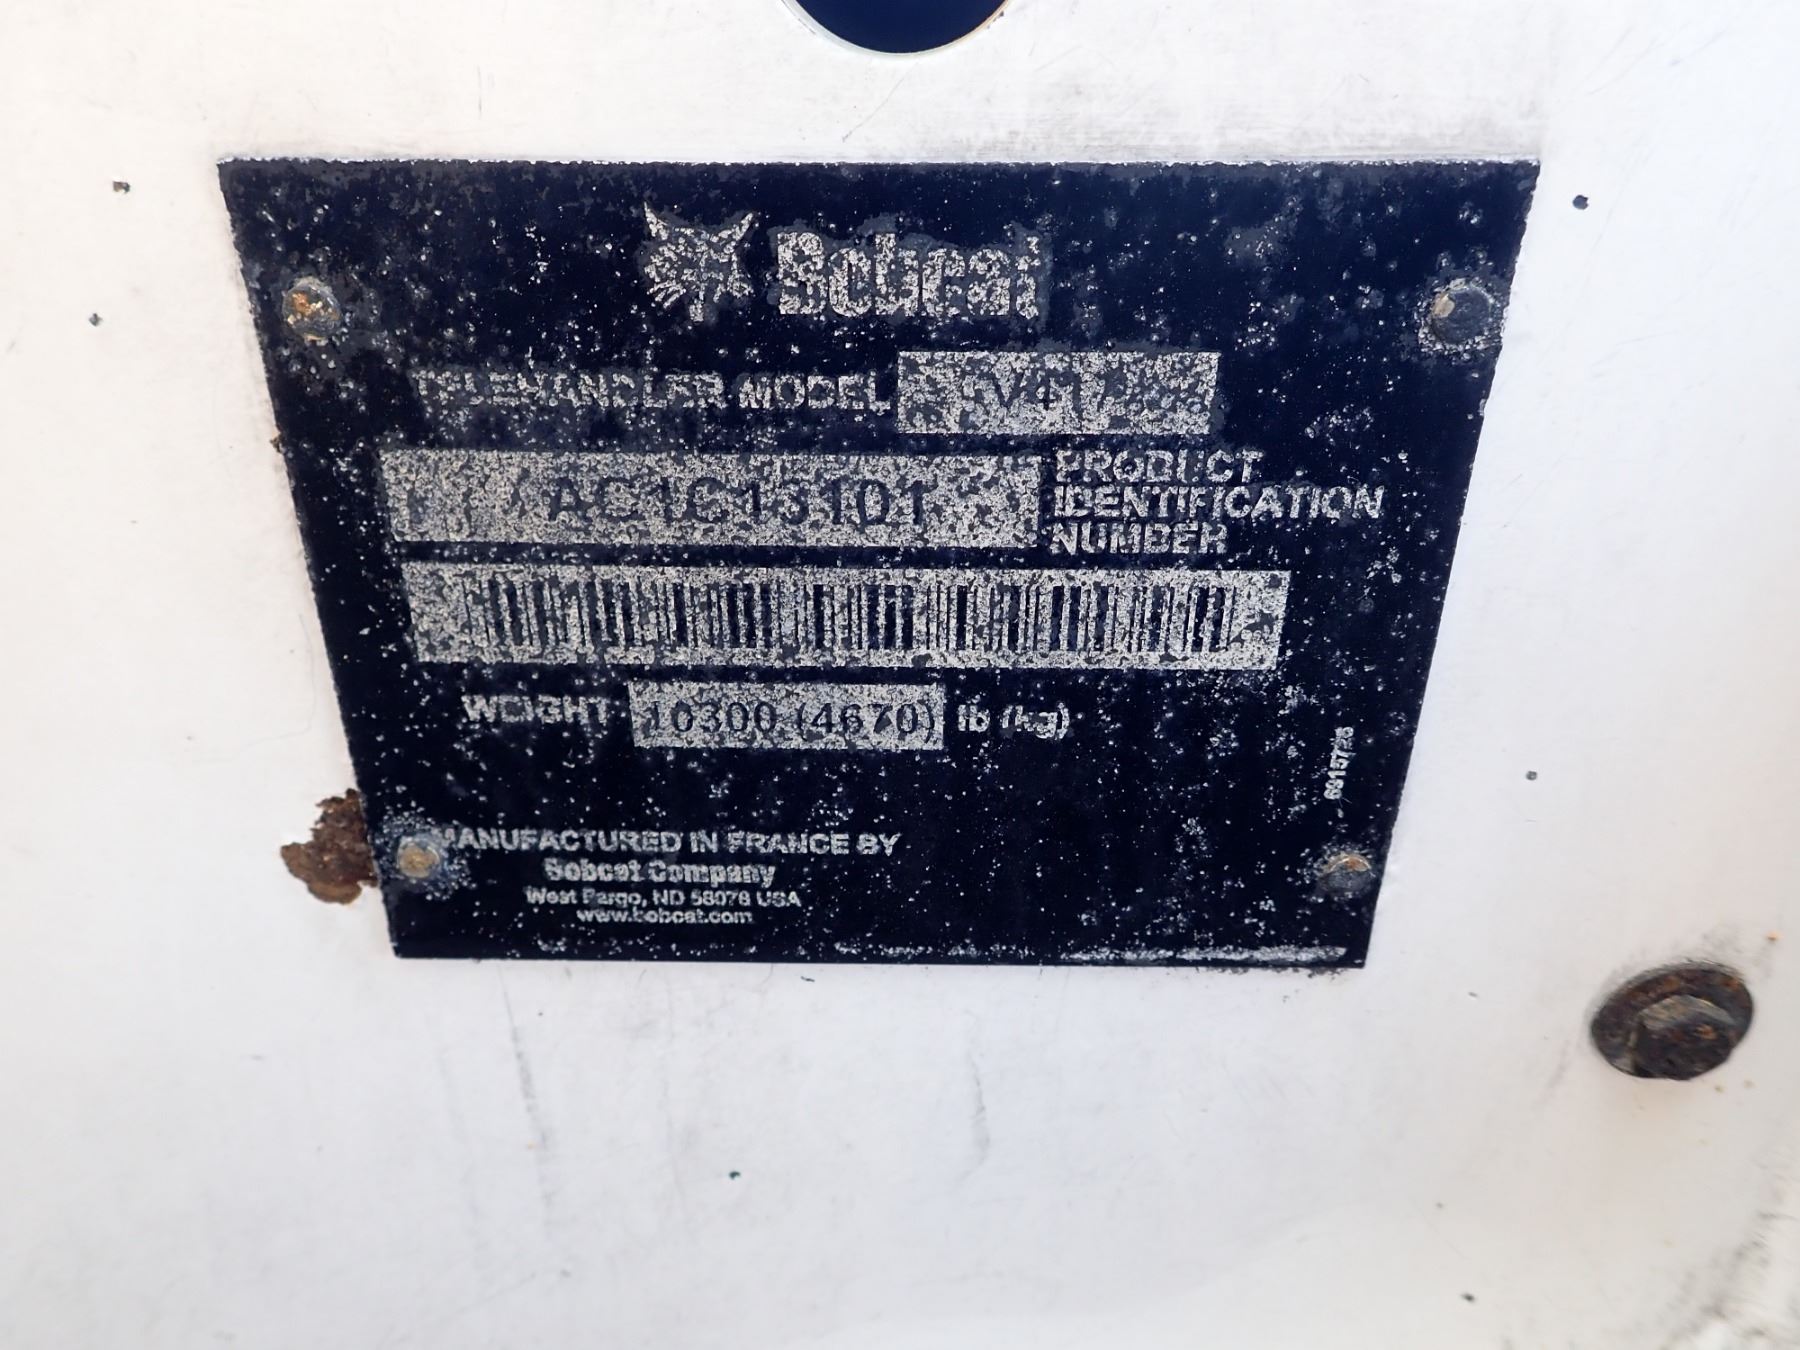 Bobcat
TELEHANDLER MODEL V417
PRODUCT
IDENTIFICATION
NUMBER
AC1C13101
WEIGHT 10300 (4670) lb (kg)
MANUFACTURED IN FRANCE BY
Bobcat Company
West Fargo, ND 58078 USA
www.bobcat.com